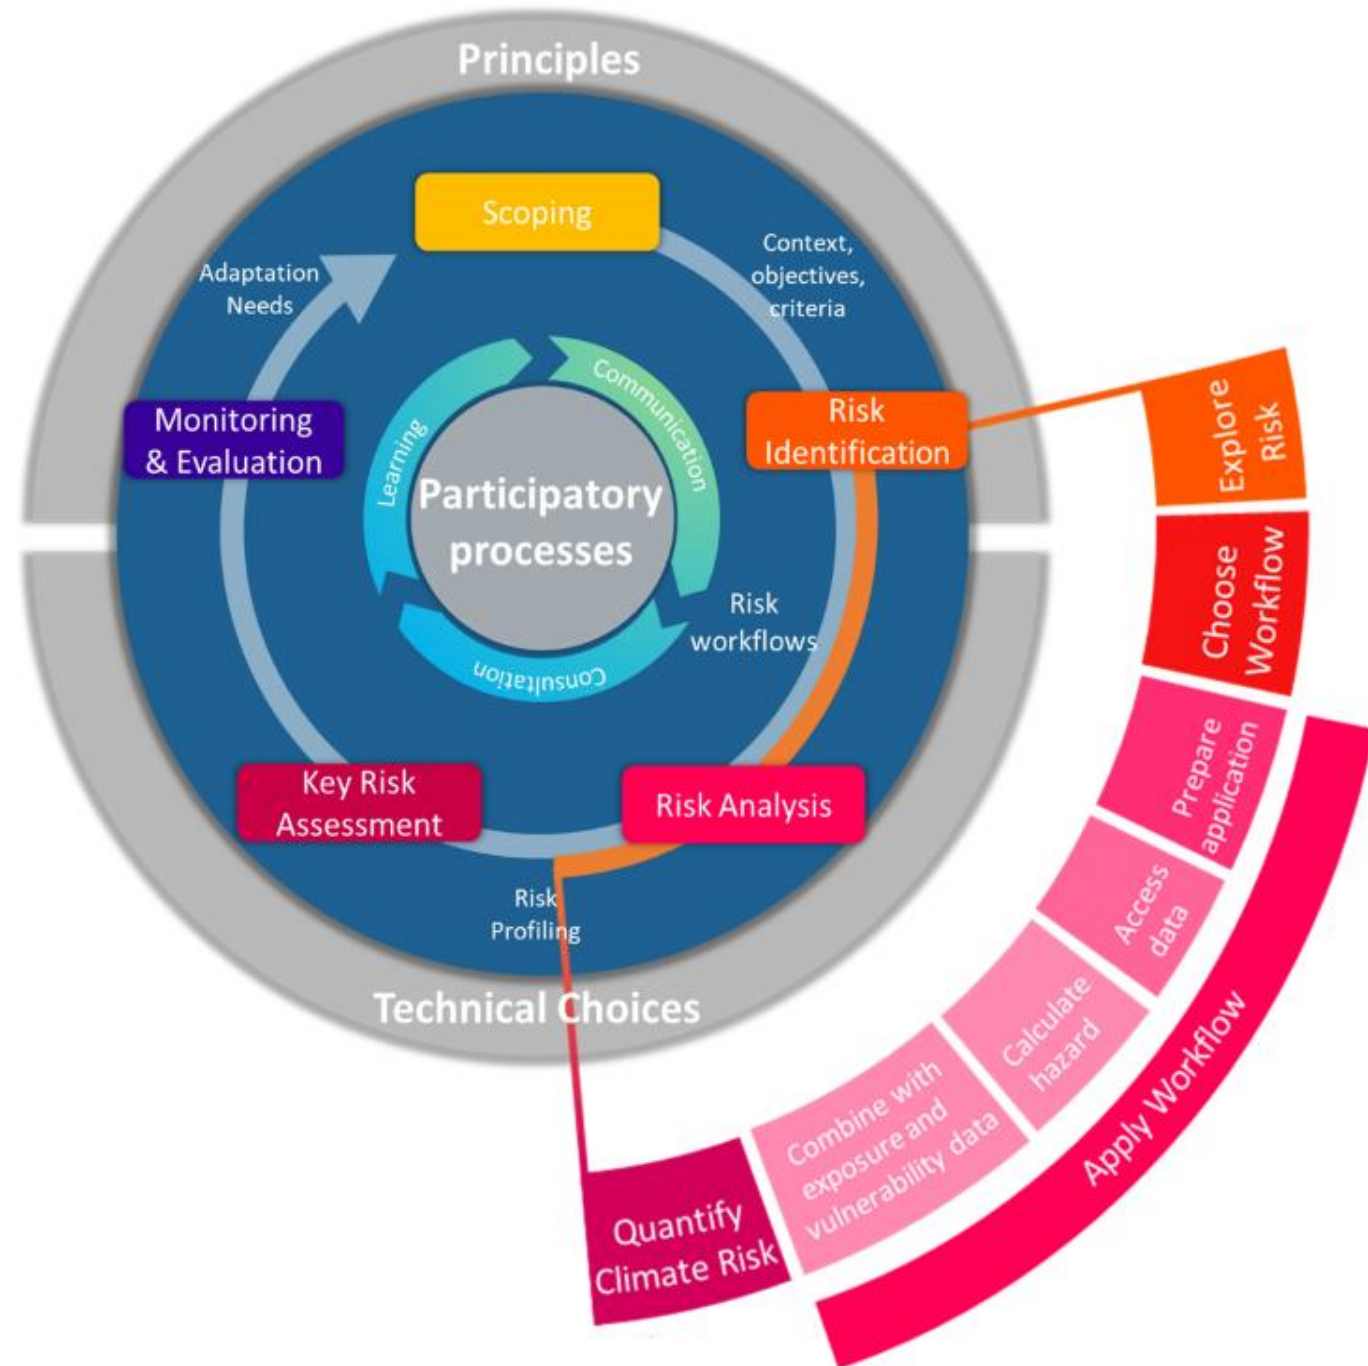 Principles
Scoping
Context,
objectives,
criteria
Adaptation
Needs
Monitoring
& Evaluation
Risk
Identification
Communication
Learning
Consultation
Participatory
processes
Risk
workflows
Key Risk
Assessment
Risk Analysis
Risk
Profiling
Technical Choices
Explore
Risk
Choose
Workflow
Prepare
application
Access
data
Calculate
hazard
Combine with
exposure and
vulnerability data
Quantify
Climate Risk
Apply Workflow